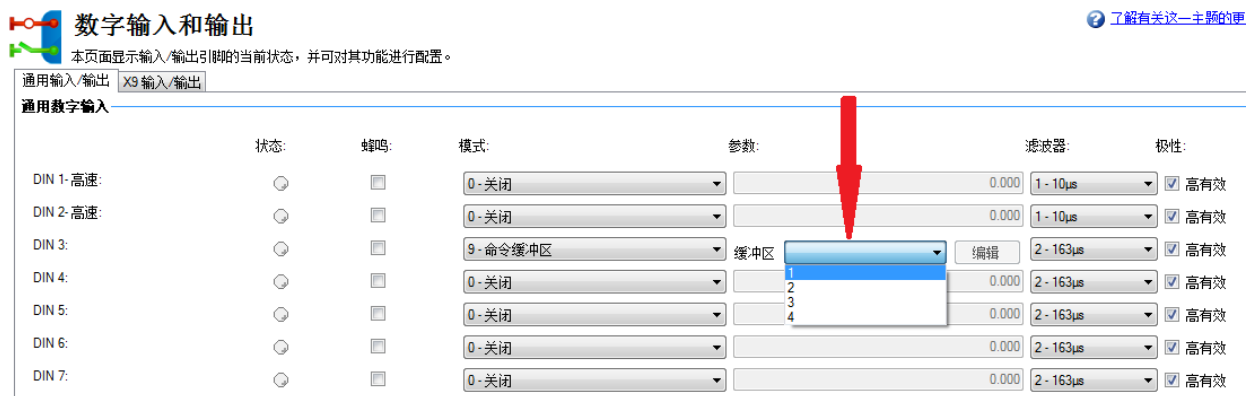 数字输入和输出
了解有关这一主题的更
本页面显示输入/输出引脚的当前状态，并可对其功能进行配置。
通用输入/输出 X9 输入/输出
通用数字输入
状态: 蜂鸣: 模式: 参数: 滤波器: 极性:
DIN 1-高速: 0 - 关闭 0.000 1 - 10µs 高有效
DIN 2-高速: 0 - 关闭 0.000 1 - 10µs 高有效
DIN 3: 9 - 命令缓冲区 缓冲区 编辑 2 - 163µs 高有效
1
DIN 4: 0 - 关闭 0.000 2 - 163µs 高有效
2
3
DIN 5: 0 - 关闭 0.000 2 - 163µs 高有效
4
DIN 6: 0 - 关闭 0.000 2 - 163µs 高有效
DIN 7: 0 - 关闭 0.000 2 - 163µs 高有效